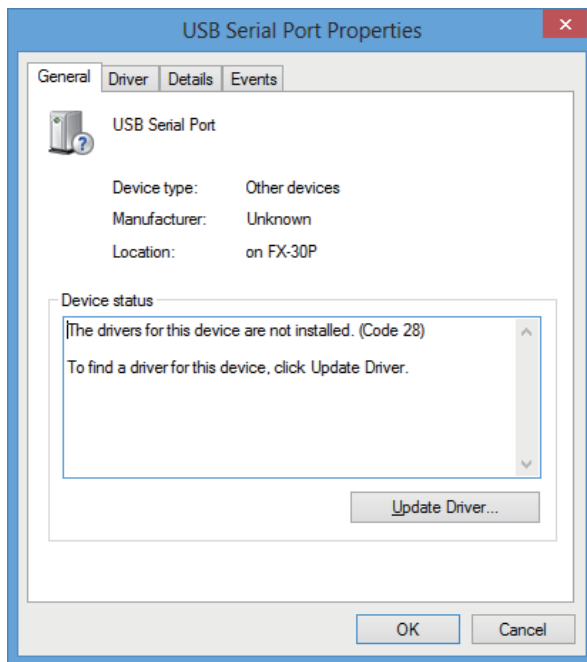 USB Serial Port Properties
General Driver Details Events
USB Serial Port
Device type: Other devices
Manufacturer: Unknown
Location: on FX-30P
Device status
The drivers for this device are not installed. (Code 28)
To find a driver for this device, click Update Driver.
Update Driver...
OK Cancel